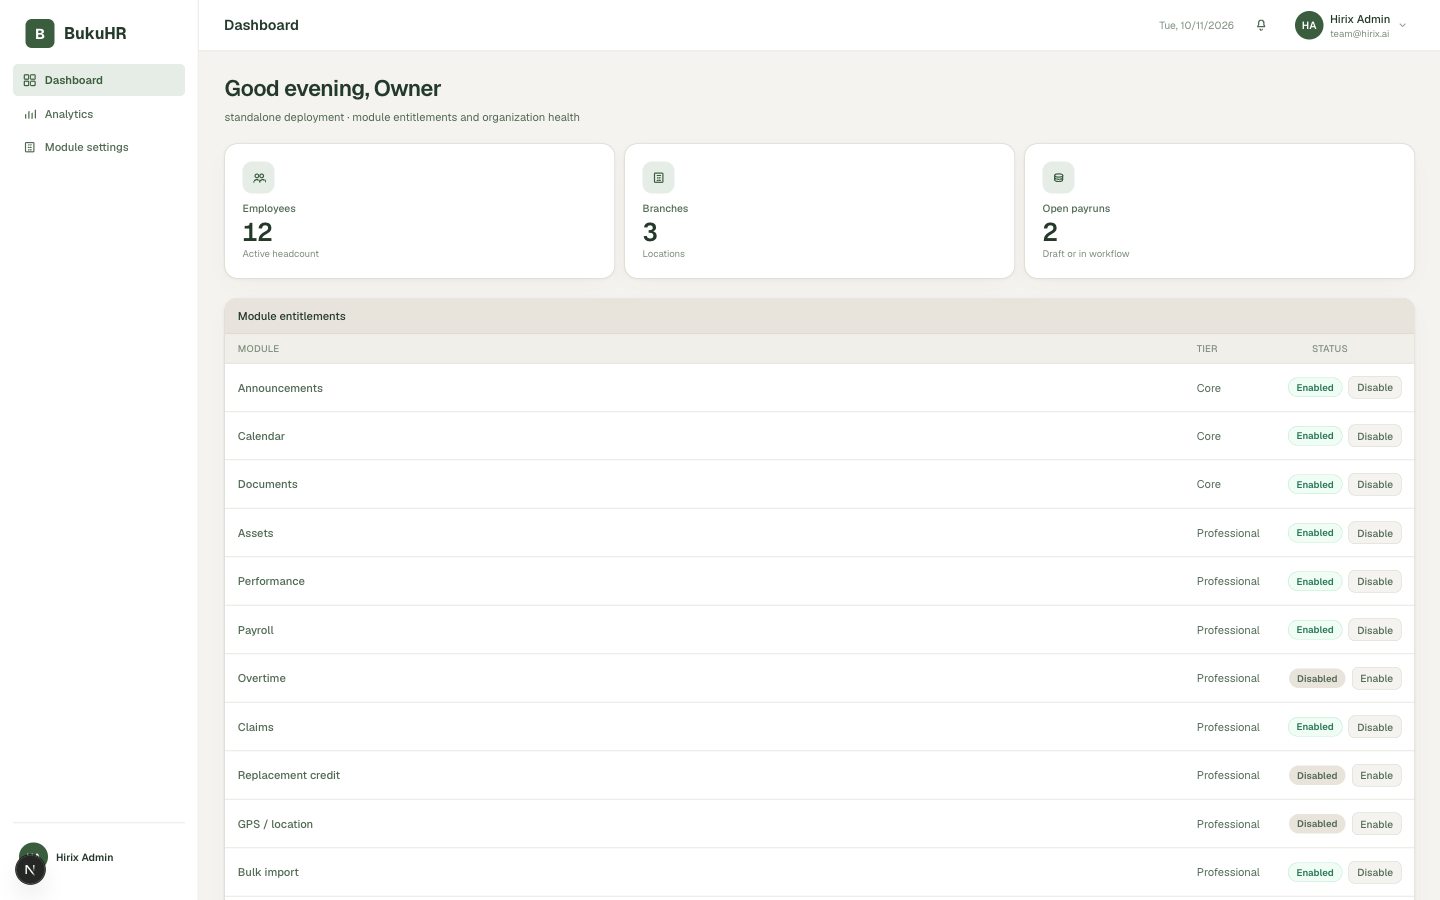 B BukuHR
Dashboard
Analytics
Module settings
Hirix Admin
N
Dashboard
Tue, 10/11/2026
HA
Hirix Admin
team@hirix.ai
Good evening, Owner
standalone deployment · module entitlements and organization health
Employees
12
Active headcount
Branches
3
Locations
Open payruns
2
Draft or in workflow
Module entitlements
MODULE TIER STATUS
Announcements Core Enabled Disable
Calendar Core Enabled Disable
Documents Core Enabled Disable
Assets Professional Enabled Disable
Performance Professional Enabled Disable
Payroll Professional Enabled Disable
Overtime Professional Disabled Enable
Claims Professional Enabled Disable
Replacement credit Professional Disabled Enable
GPS / location Professional Disabled Enable
Bulk import Professional Enabled Disable